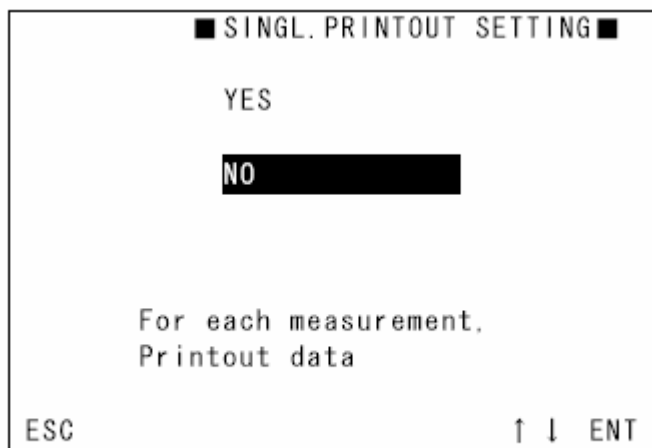 ■SINGL.PRINTOUT SETTING■
YES
NO
For each measurement,
Printout data
ESC ↑ ↓ ENT